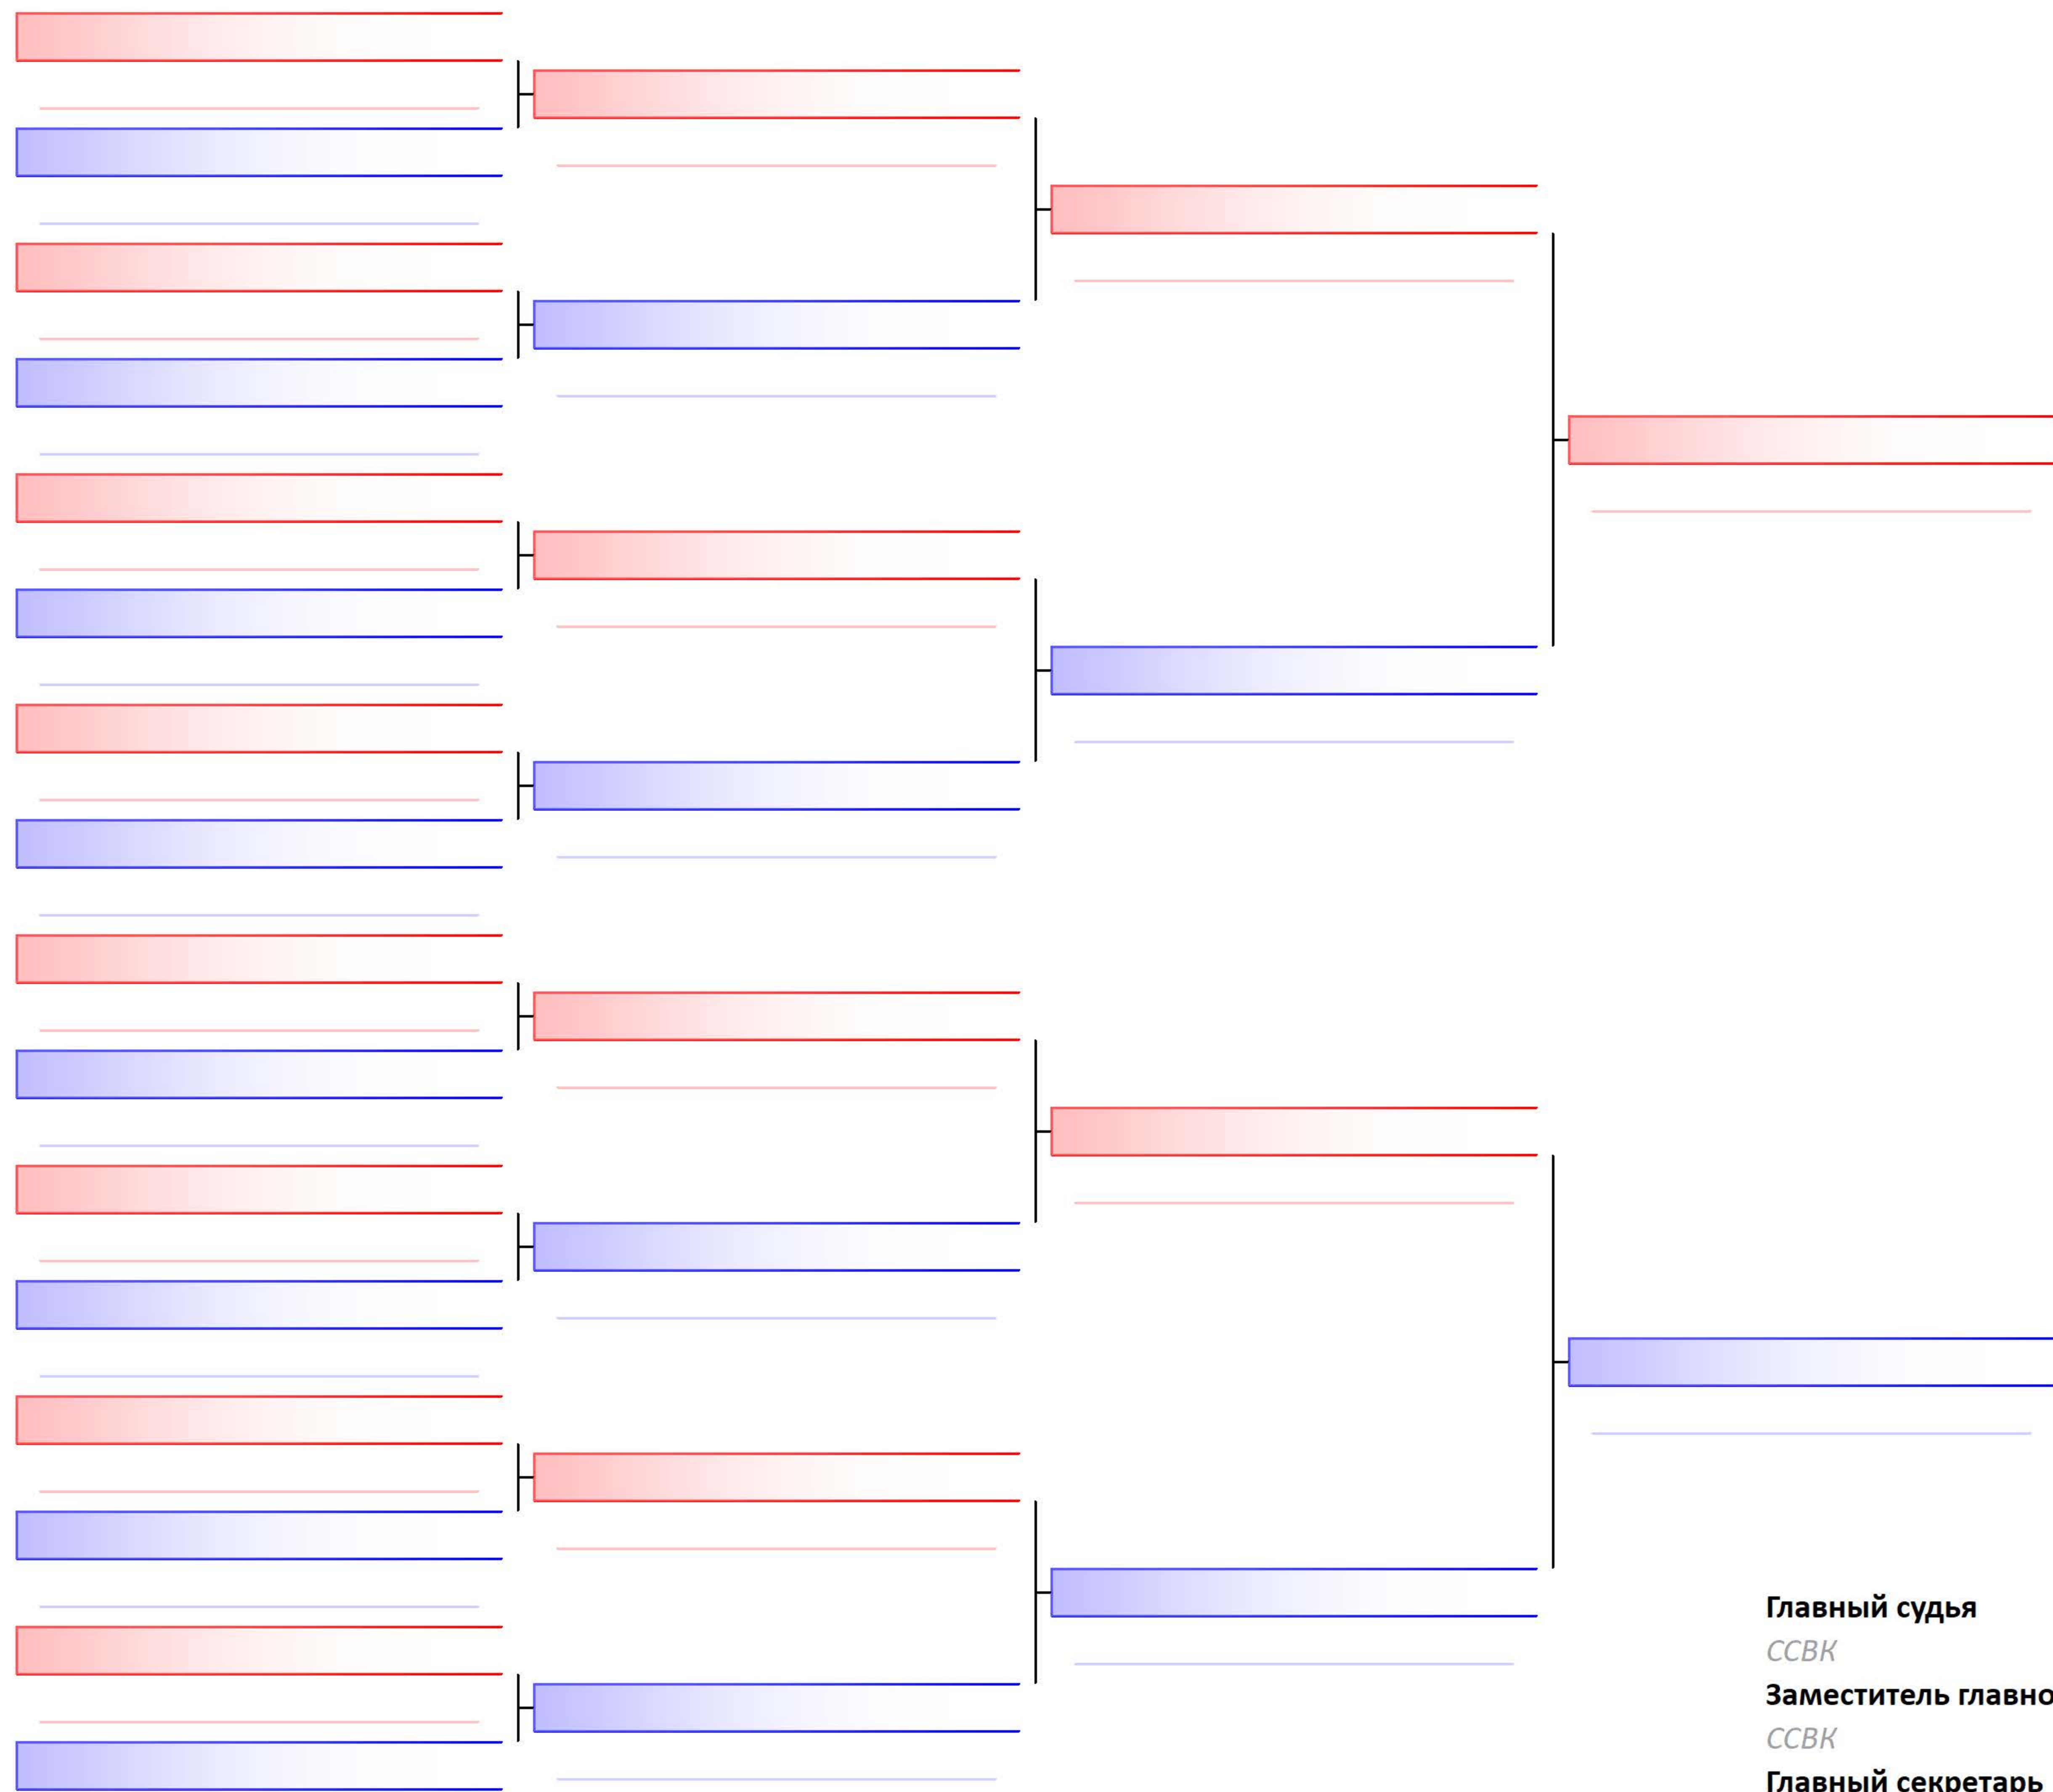 Главный судья
ССВК
Заместитель главно
ССВК
Главный секретарь